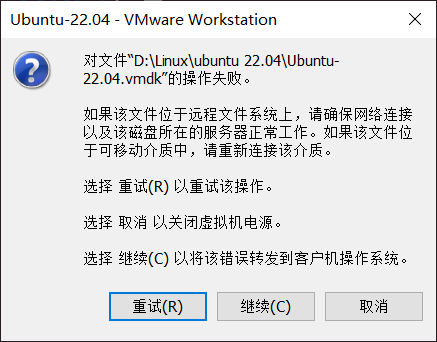 Ubuntu-22.04 - VMware Workstation
对文件“D:\Linux\ubuntu 22.04\Ubuntu-
22.04.vmdk”的操作失败。
如果该文件位于远程文件系统上，请确保网络连接
以及该磁盘所在的服务器正常工作。如果该文件位
于可移动介质中，请重新连接该介质。
选择 重试(R) 以重试该操作。
选择 取消 以关闭虚拟机电源。
选择 继续(C) 以将该错误转发到客户机操作系统。
重试(R) 继续(C) 取消